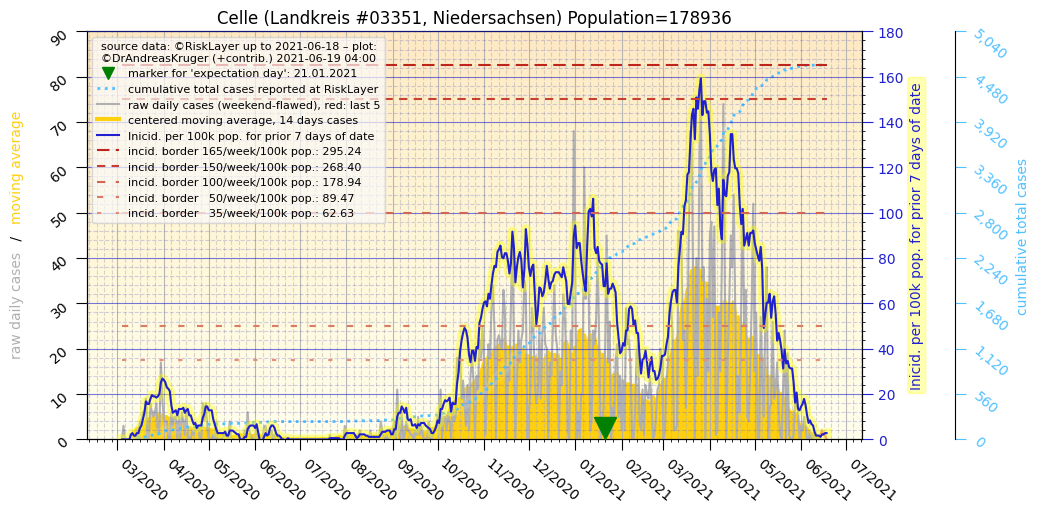 Celle (Landkreis #03351, Niedersachsen) Population=178936
source data: ©RiskLayer up to 2021-06-18 – plot:
©DrAndreasKruger (+contrib.) 2021-06-19 04:00
marker for 'expectation day': 21.01.2021
cumulative total cases reported at RiskLayer
raw daily cases (weekend-flawed), red: last 5
centered moving average, 14 days cases
Inicid. per 100k pop. for prior 7 days of date
incid. border 165/week/100k pop.: 295.24
incid. border 150/week/100k pop.: 268.40
incid. border 100/week/100k pop.: 178.94
incid. border 50/week/100k pop.: 89.47
incid. border 35/week/100k pop.: 62.63
raw daily cases / moving average
90
80
70
60
50
40
30
20
10
0
180
160
140
120
100
80
60
40
20
0
Inicid. per 100k pop. for prior 7 days of date
5,040
4,480
3,920
3,360
2,800
2,240
1,680
1,120
560
0
cumulative total cases
03/2020
04/2020
05/2020
06/2020
07/2020
08/2020
09/2020
10/2020
11/2020
12/2020
01/2021
02/2021
03/2021
04/2021
05/2021
06/2021
07/2021